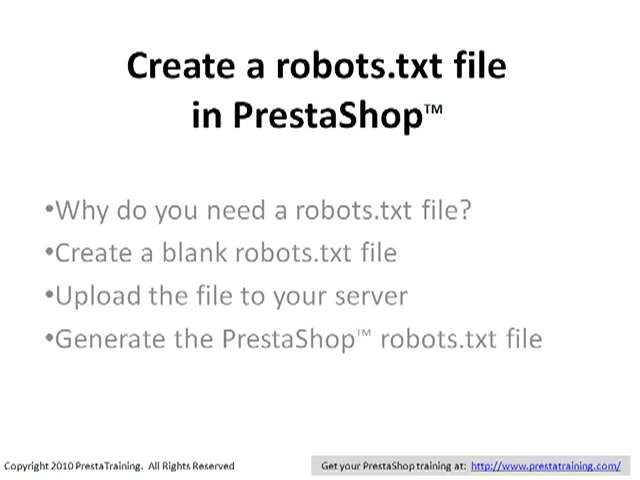 Create a robots.txt file
in PrestaShop™
•Why do you need a robots.txt file?
•Create a blank robots.txt file
•Upload the file to your server
•Generate the PrestaShop™ robots.txt file
Copyright 2010 PrestaTraining. All Rights Reserved
Get your PrestaShop training at: http://www.prestatraining.com/